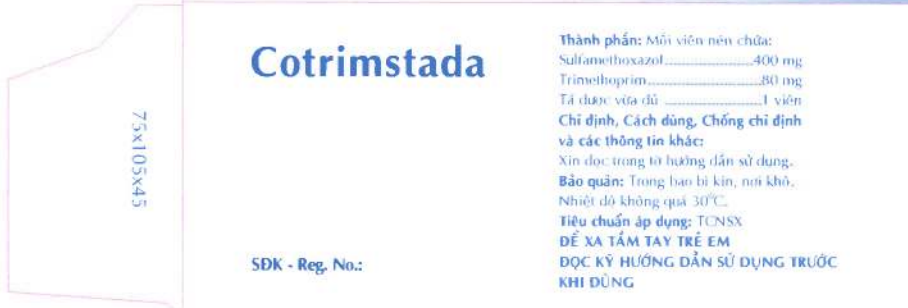 75x105x45
Cotrimstada
SĐK - Reg. No.:
Thành phần: Mỗi viên nén chứa:
Sulfamethoxazol........................400 mg
Trimethoprim..............................80 mg
Tá dược vừa đủ ..........................1 viên
Chỉ định, Cách dùng, Chống chỉ định
và các thông tin khác:
Xin đọc trong tờ hướng dẫn sử dụng.
Bảo quản: Trong bao bì kín, nơi khô.
Nhiệt độ không quá 30°C.
Tiêu chuẩn áp dụng: TCNSX
ĐỂ XA TẦM TAY TRẺ EM
ĐỌC KỸ HƯỚNG DẪN SỬ DỤNG TRƯỚC
KHI DÙNG